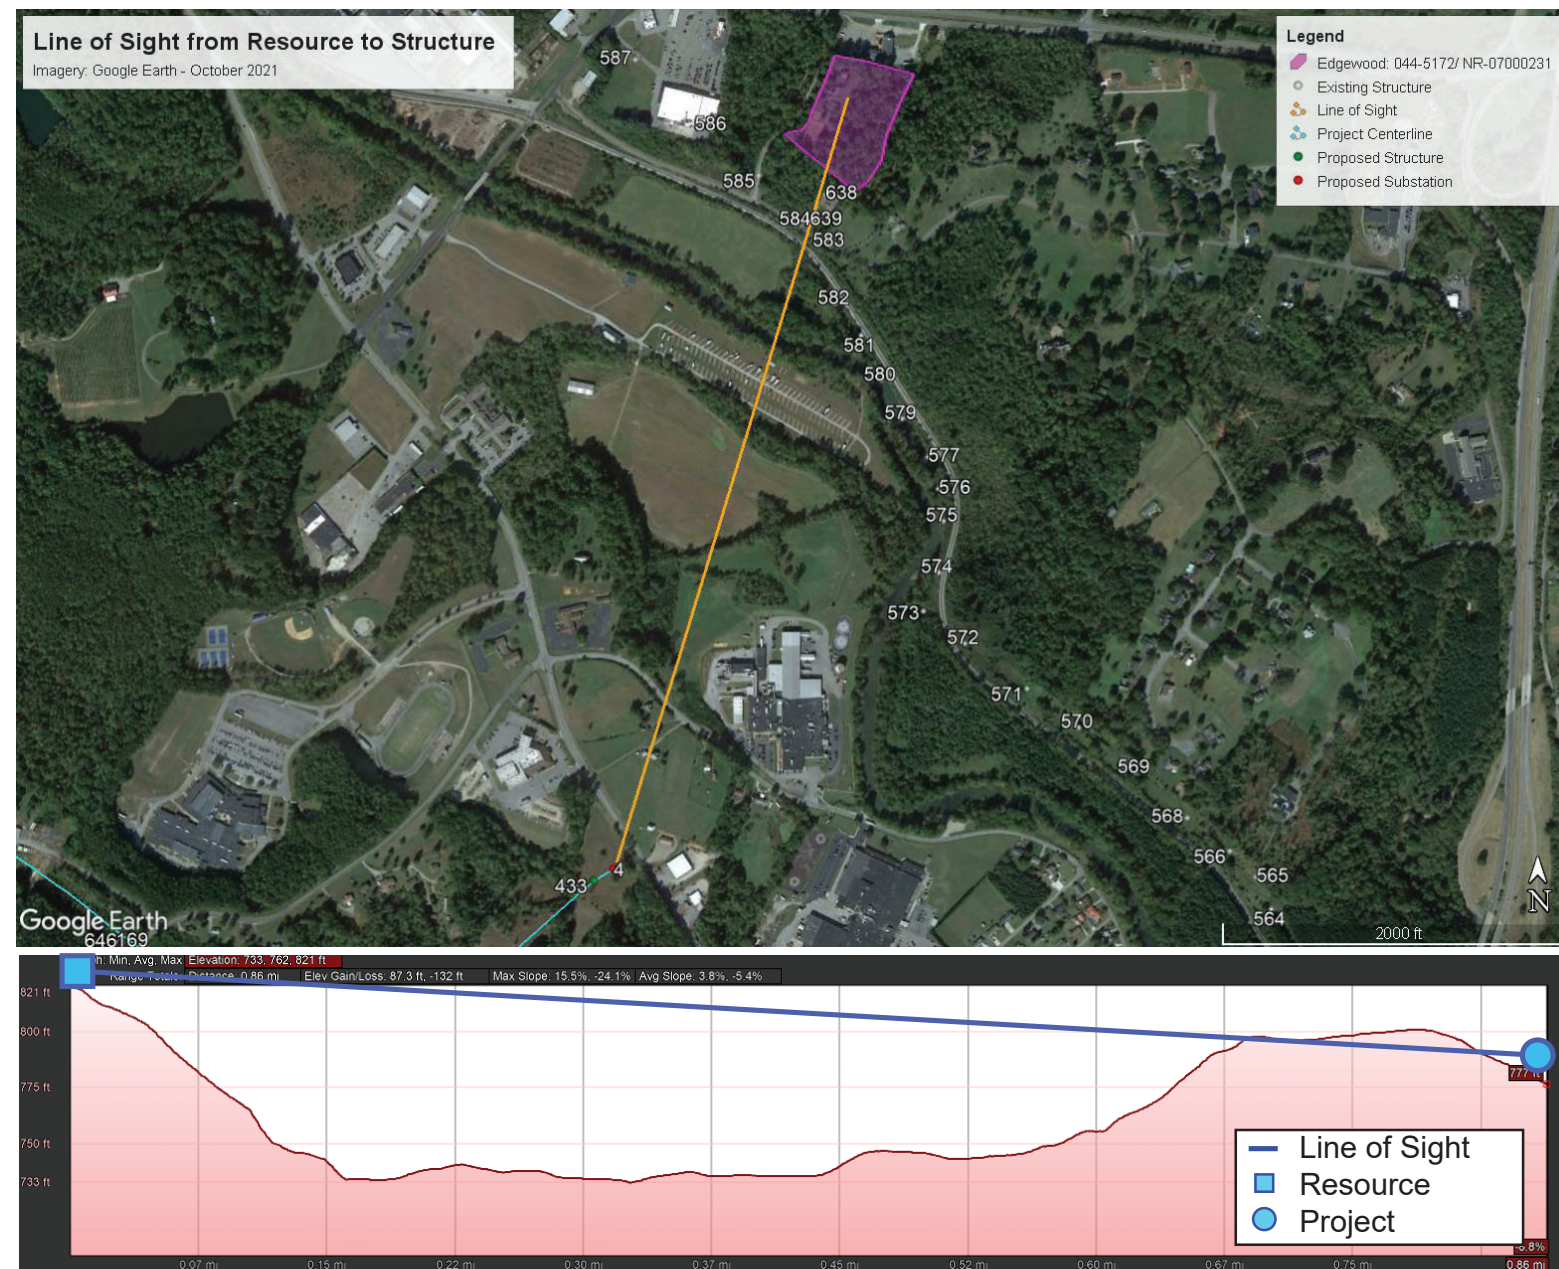 Line of Sight from Resource to Structure
Imagery: Google Earth - October 2021
Legend
Edgewood: 044-5172/ NR-07000231
Existing Structure
Line of Sight
Project Centerline
Proposed Structure
Proposed Substation
587
586
585
638
584639
583
582
581
580
579
577
576
575
574
573
572
571
570
569
568
566
565
564
433
4
Google Earth
646169
N
2000 ft
Min, Avg, Max Elevation: 733, 762, 821 ft
Range Totals: Distance: 0.86 mi Elev Gain/Loss: 87.3 ft, -132 ft Max Slope: 15.5%, -24.1% Avg Slope: 3.8%, -5.4%
821 ft
800 ft
775 ft
750 ft
733 ft
777 ft
Line of Sight
Resource
Project
0.07 mi 0.15 mi 0.22 mi 0.30 mi 0.37 mi 0.45 mi 0.52 mi 0.60 mi 0.67 mi 0.75 mi 0.86 mi